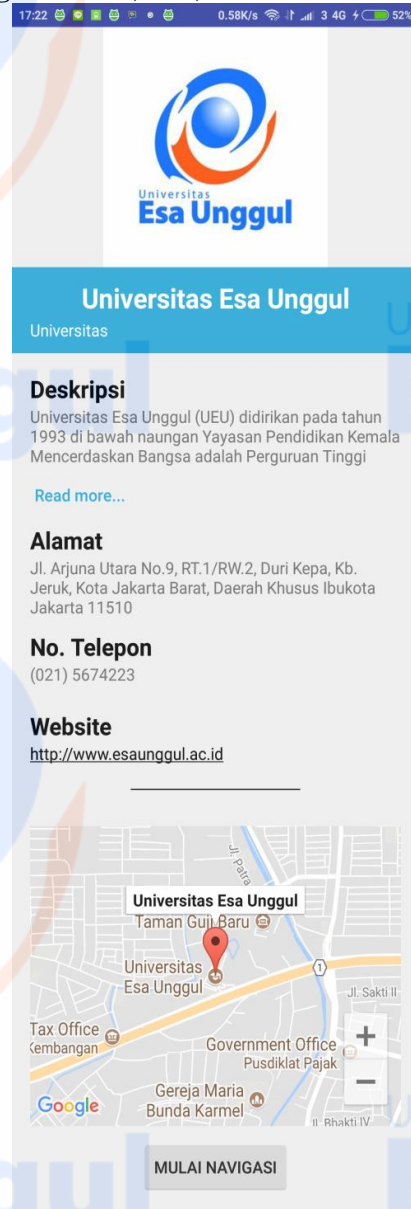 17:22 0.58K/s 3 4G 52%
Universitas
Esa Unggul
Universitas Esa Unggul
Universitas
Deskripsi
Universitas Esa Unggul (UEU) didirikan pada tahun
1993 di bawah naungan Yayasan Pendidikan Kemala
Mencerdaskan Bangsa adalah Perguruan Tinggi
Read more...
Alamat
Jl. Arjuna Utara No.9, RT.1/RW.2, Duri Kepa, Kb.
Jeruk, Kota Jakarta Barat, Daerah Khusus Ibukota
Jakarta 11510
No. Telepon
(021) 5674223
Website
http://www.esaunggul.ac.id
Jl. Patra
Universitas Esa Unggul
Taman Guji Baru
Universitas
Esa Unggul
1
Jl. Sakti II
Tax Office
Kembangan
+
Government Office
Pusdiklat Pajak
−
Gereja Maria
Bunda Karmel
Google
Jl. Bhakti IV
MULAI NAVIGASI